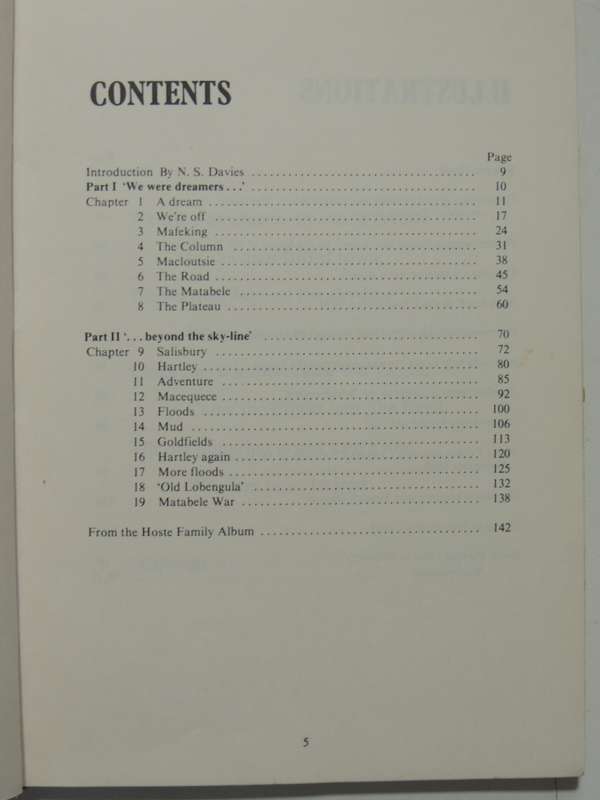 CONTENTS
Page
Introduction By N. S. Davies ..................................... 9
Part I 'We were dreamers...' ..................................... 10
Chapter 1 A dream ..................................... 11
2 We're off ..................................... 17
3 Mafeking ..................................... 24
4 The Column ..................................... 31
5 Macloutsie ..................................... 38
6 The Road ..................................... 45
7 The Matabele ..................................... 54
8 The Plateau ..................................... 60
Part II '... beyond the sky-line' ..................................... 70
Chapter 9 Salisbury ..................................... 72
10 Hartley ..................................... 80
11 Adventure ..................................... 85
12 Macequece ..................................... 92
13 Floods ..................................... 100
14 Mud ..................................... 106
15 Goldfields ..................................... 113
16 Hartley again ..................................... 120
17 More floods ..................................... 125
18 'Old Lobengula' ..................................... 132
19 Matabele War ..................................... 138
From the Hoste Family Album ..................................... 142
5